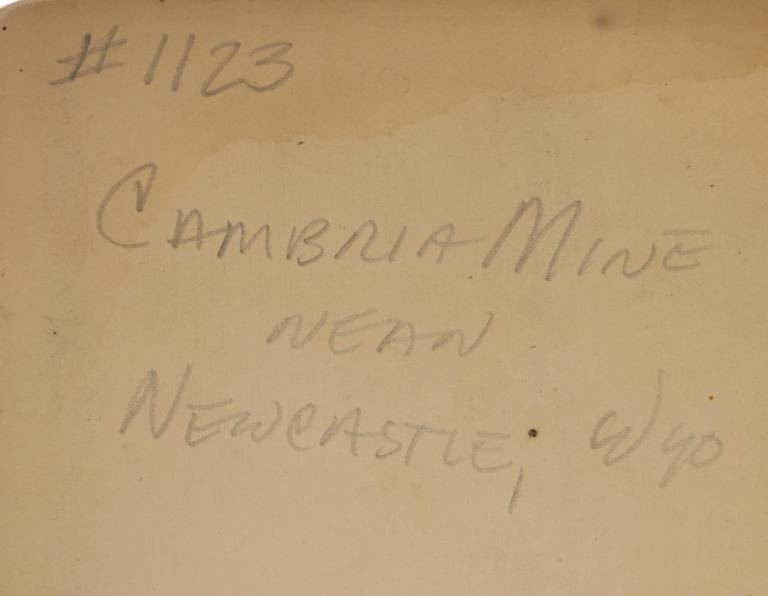 #1123
CAMBRIA MINE
NEAR
NEWCASTLE, Wyo